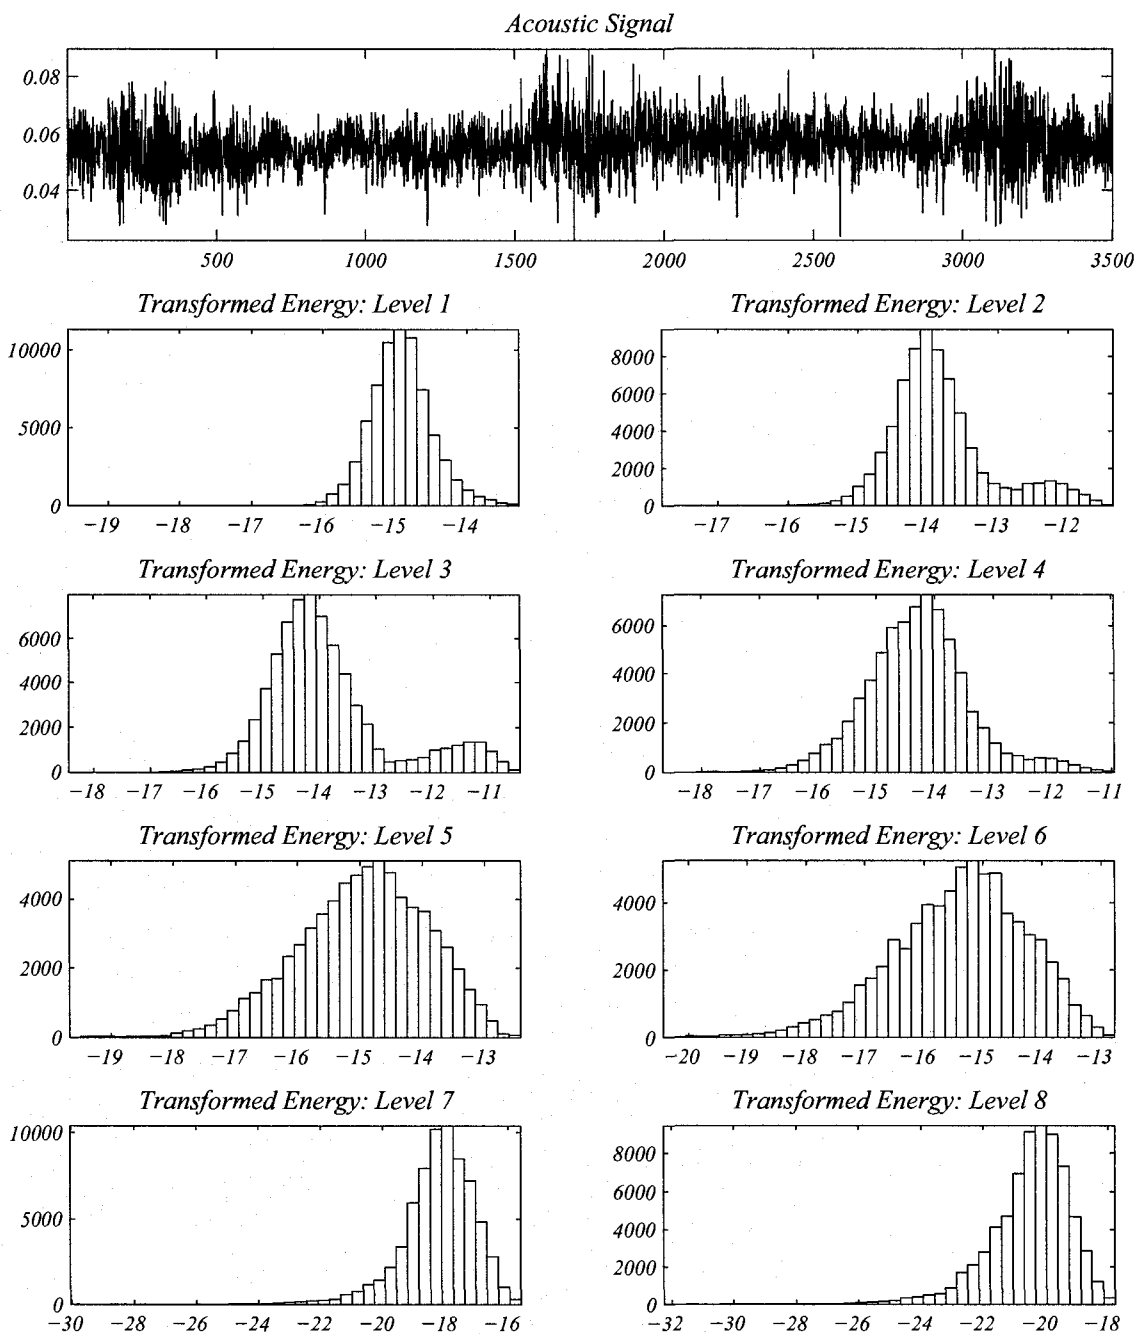 Acoustic Signal
0.08
0.06
0.04
500 1000 1500 2000 2500 3000 3500
Transformed Energy: Level 1
10000
5000
0
−19 −18 −17 −16 −15 −14
Transformed Energy: Level 2
8000
6000
4000
2000
0
−17 −16 −15 −14 −13 −12
Transformed Energy: Level 3
6000
4000
2000
0
−18 −17 −16 −15 −14 −13 −12 −11
Transformed Energy: Level 4
6000
4000
2000
0
−18 −17 −16 −15 −14 −13 −12 −11
Transformed Energy: Level 5
4000
2000
0
−19 −18 −17 −16 −15 −14 −13
Transformed Energy: Level 6
4000
2000
0
−20 −19 −18 −17 −16 −15 −14 −13
Transformed Energy: Level 7
10000
5000
0
−30 −28 −26 −24 −22 −20 −18 −16
Transformed Energy: Level 8
8000
6000
4000
2000
0
−32 −30 −28 −26 −24 −22 −20 −18